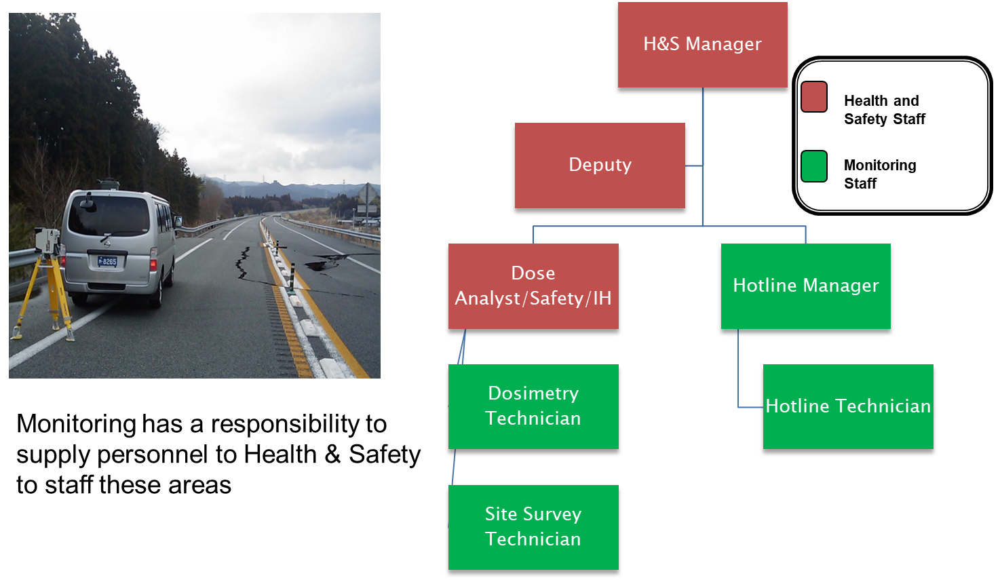 H&S Manager
Health and
Safety Staff
Monitoring
Staff
Deputy
Dose
Analyst/Safety/IH
Hotline Manager
Dosimetry
Technician
Hotline Technician
Site Survey
Technician
8265
Monitoring has a responsibility to
supply personnel to Health & Safety
to staff these areas